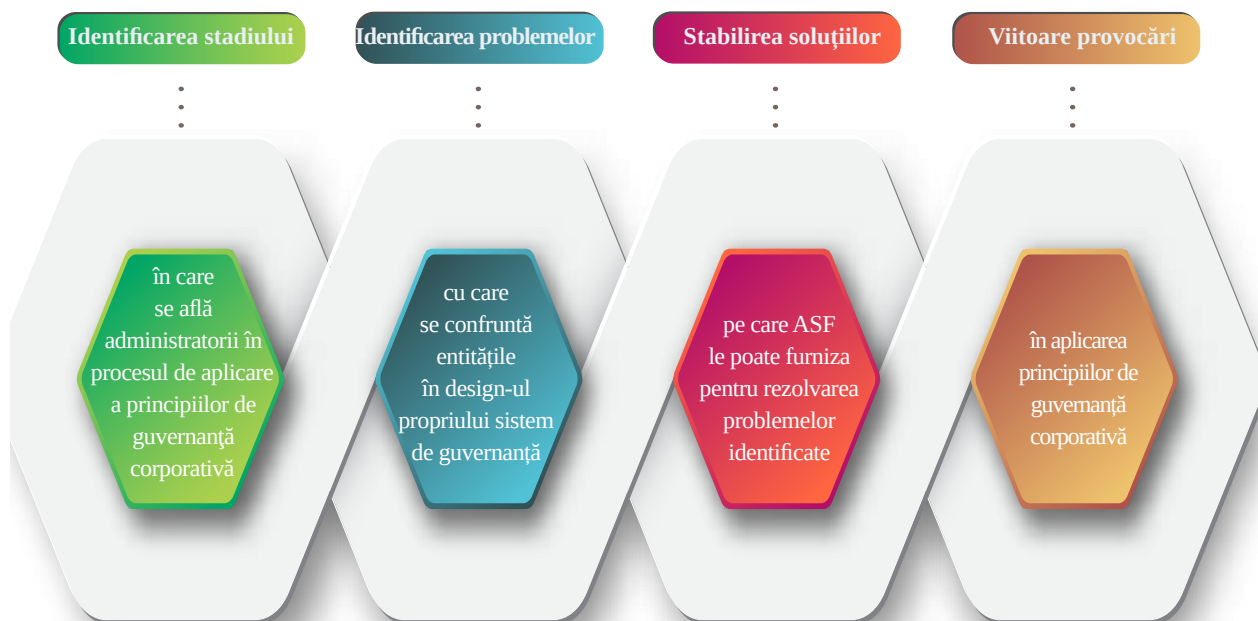 Identificarea stadiului
în care
se află
administratorii în
procesul de aplicare
a principiilor de
guvernanță
corporativă
Identificarea problemelor
cu care
se confruntă
entitățile
în design-ul
propriului sistem
de guvernanță
Stabilirea soluțiilor
pe care ASF
le poate furniza
pentru rezolvarea
problemelor
identificate
Viitoare provocări
în aplicarea
principiilor de
guvernanță
corporativă